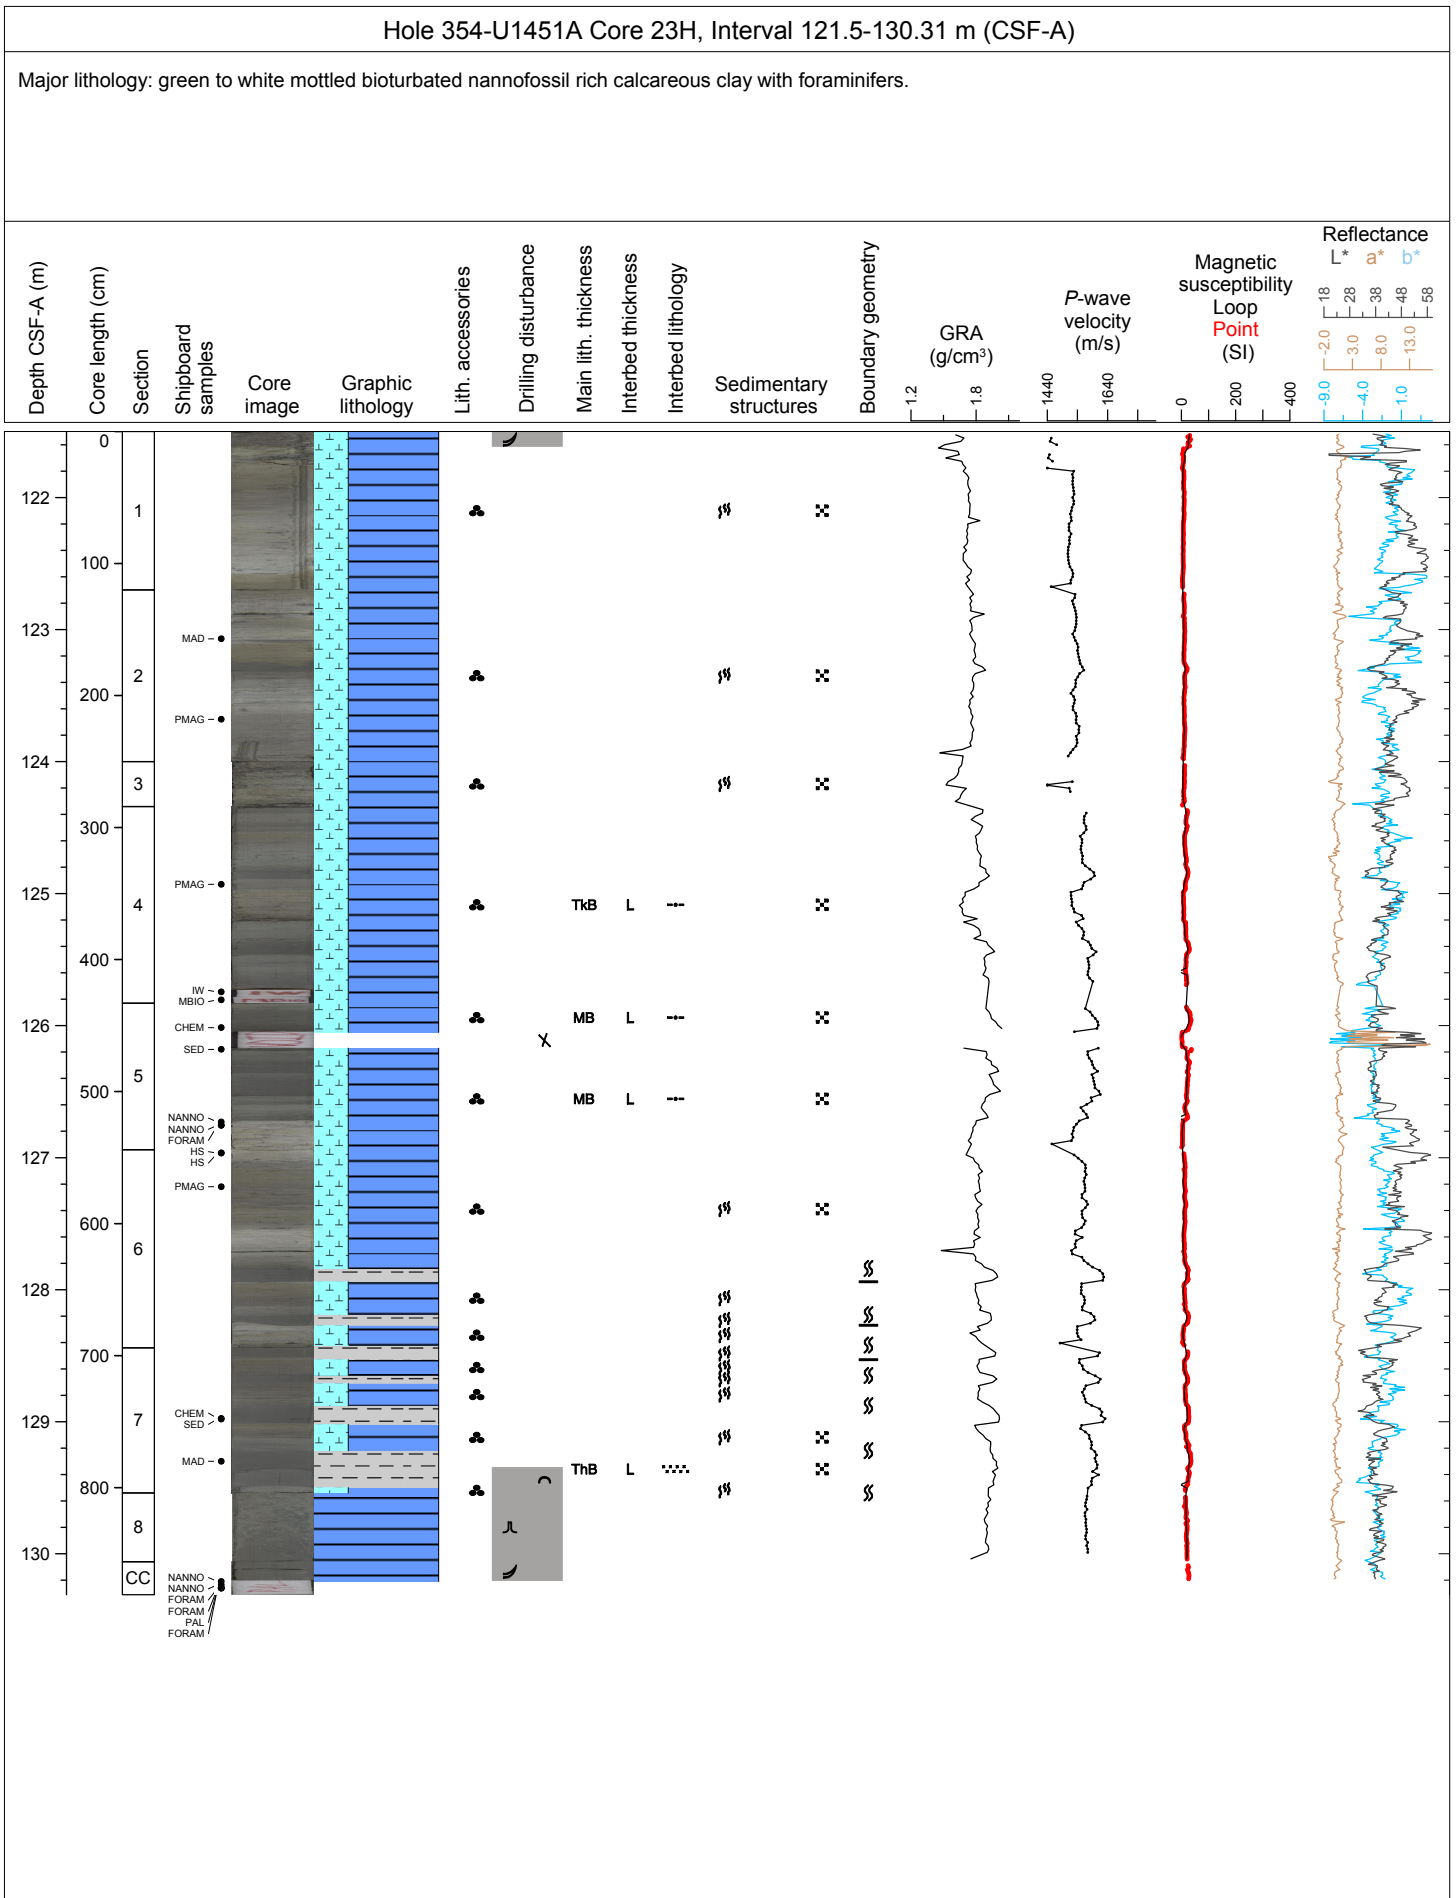 Hole 354-U1451A Core 23H, Interval 121.5-130.31 m (CSF-A)
Major lithology: green to white mottled bioturbated nannofossil rich calcareous clay with foraminifers.
Depth CSF-A (m)
Core length (cm)
Section
Shipboard
samples
Core
image
Graphic
lithology
Lith. accessories
Drilling disturbance
Main lith. thickness
Interbed thickness
Interbed lithology
Sedimentary
structures
Boundary geometry
GRA
(g/cm³)
1.2
1.8
P-wave
velocity
(m/s)
1440
1640
Magnetic
susceptibility
Loop
Point
(SI)
0
200
400
Reflectance
L* a* b*
18
28
38
48
58
-2.0
3.0
8.0
13.0
-9.0
-4.0
1.0
122
123
124
125
126
127
128
129
130
0
100
200
300
400
500
600
700
800
1
2
3
4
5
6
7
8
CC
MAD
PMAG
PMAG
IW
MBIO
CHEM
SED
NANNO
NANNO
FORAM
HS
HS
PMAG
CHEM
SED
MAD
NANNO
NANNO
FORAM
FORAM
PAL
FORAM
TkB L
MB L
MB L
ThB L